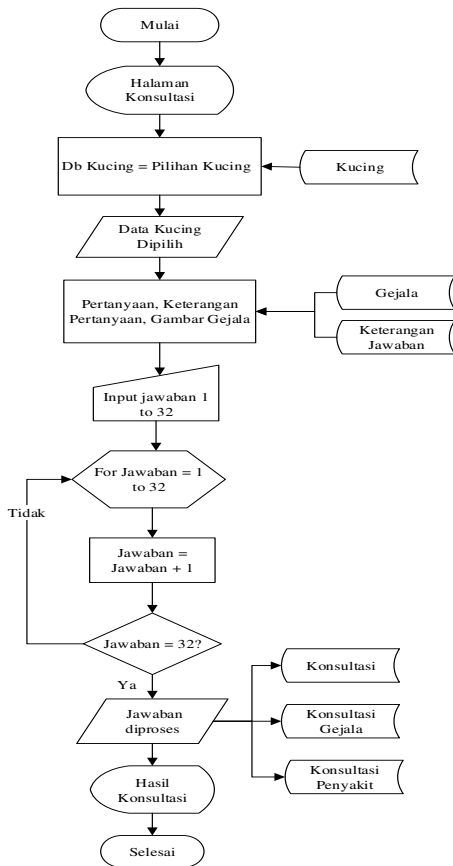 Mulai
Halaman
Konsultasi
Db Kucing = Pilihan Kucing
Kucing
Data Kucing
Dipilih
Pertanyaan, Keterangan
Pertanyaan, Gambar Gejala
Gejala
Keterangan
Jawaban
Input jawaban 1
to 32
For Jawaban = 1
to 32
Tidak
Jawaban =
Jawaban + 1
Jawaban = 32?
Ya
Jawaban
diproses
Konsultasi
Konsultasi
Gejala
Konsultasi
Penyakit
Hasil
Konsultasi
Selesai